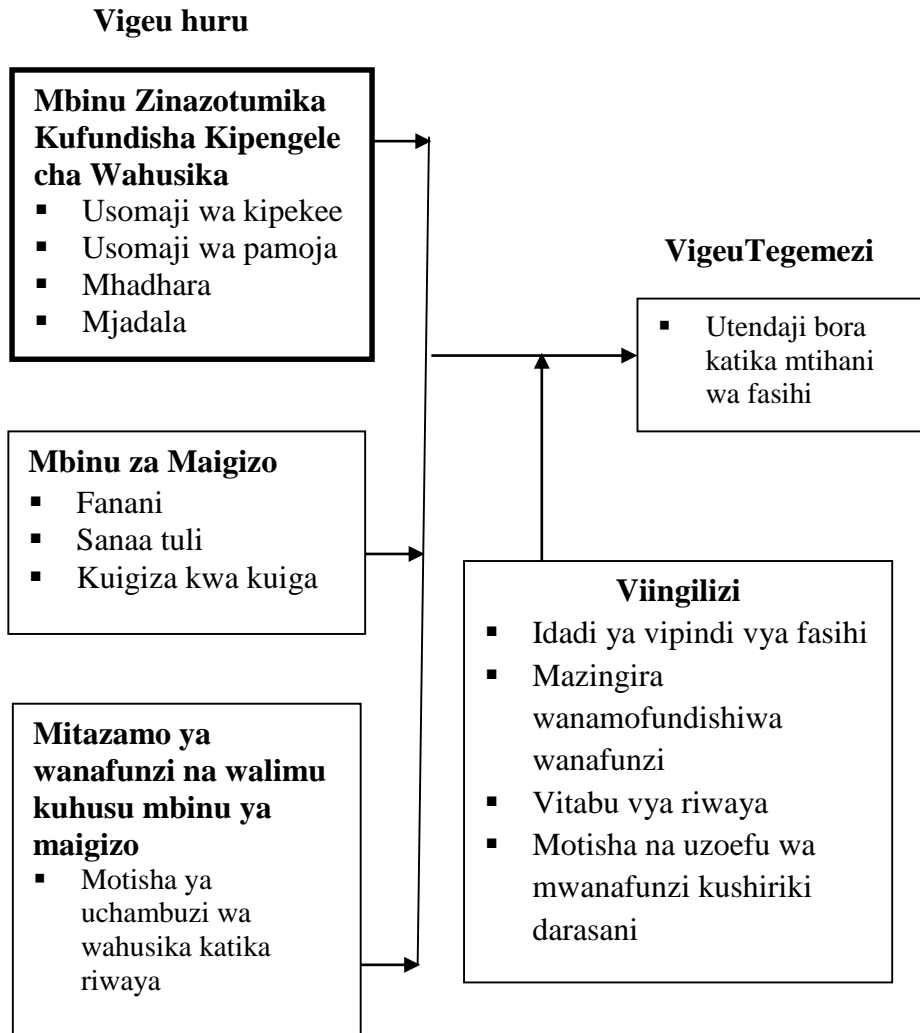 Vigeu huru
Mbinu Zinazotumika
Kufundisha Kipengele
cha Wahusika
▪ Usomaji wa kipekee
▪ Usomaji wa pamoja
▪ Mhadhara
▪ Mjadala
Mbinu za Maigizo
▪ Fanani
▪ Sanaa tuli
▪ Kuigiza kwa kuiga
Mitazamo ya
wanafunzi na walimu
kuhusu mbinu ya
maigizo
▪ Motisha ya
uchambuzi wa
wahusika katika
riwaya
VigeuTegemezi
▪ Utendaji bora
katika mtihani
wa fasihi
Viingilizi
▪ Idadi ya vipindi vya fasihi
▪ Mazingira
wanamofundishiwa
wanafunzi
▪ Vitabu vya riwaya
▪ Motisha na uzoefu wa
mwanafunzi kushiriki
darasani